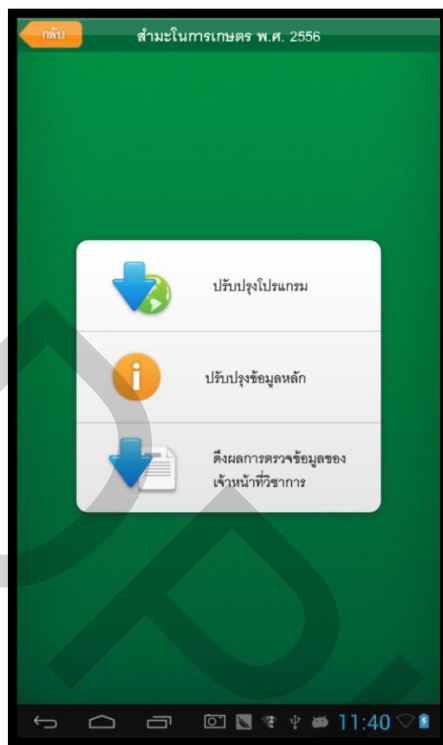 กลับ
สำมะโนการเกษตร พ.ศ. 2556
ปรับปรุงโปรแกรม
ปรับปรุงข้อมูลหลัก
ดึงผลการตรวจข้อมูลของ
เจ้าหน้าที่วิชาการ
11:40